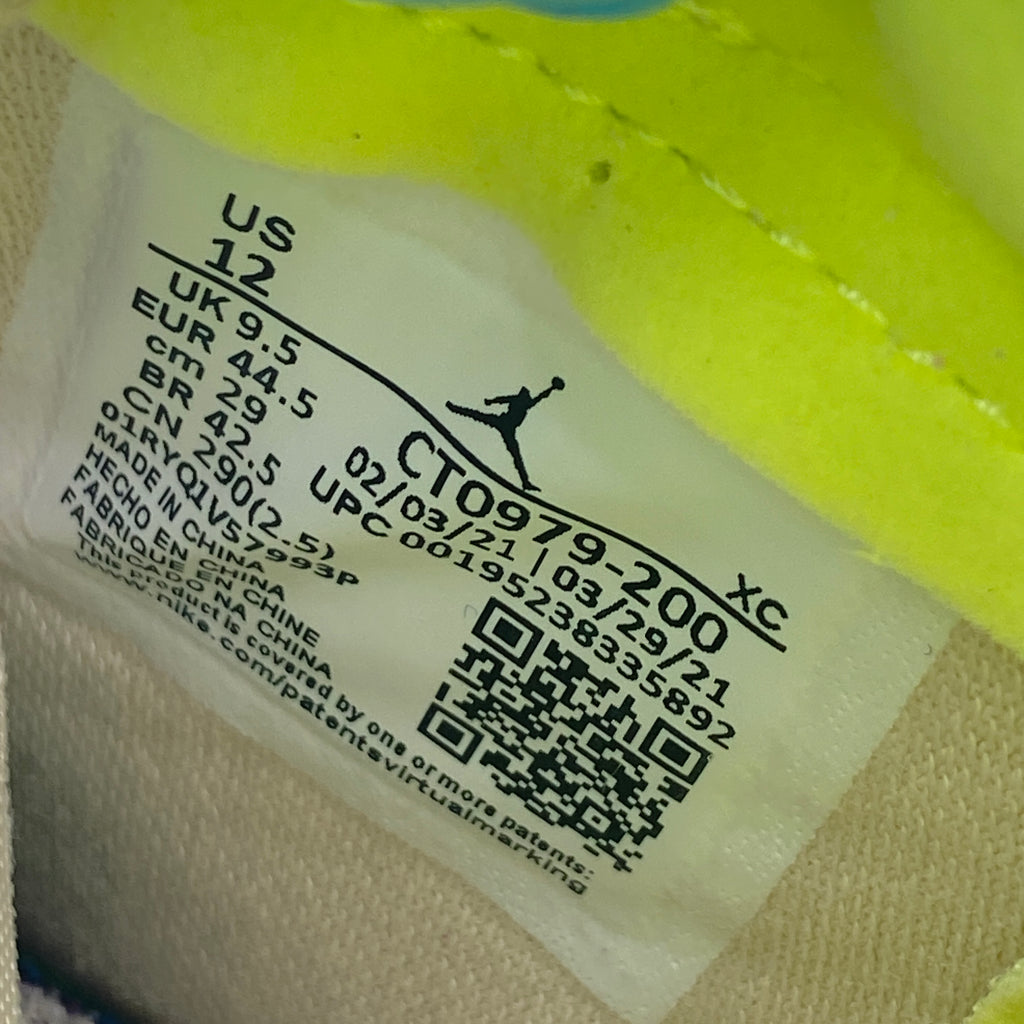 US
12
UK 9.5
EUR 44.5
cm 29
BR 42.5
CN 290(2.5)
01RYQ1V57993P
MADE IN CHINA
HECHO EN CHINA
FABRIQUE EN CHINE
FABRICADO NA CHINA
This product is covered by one or more patents:
www.nike.com/patentsvirtualmarking
XC
CT0979-200
02/03/21 | 03/29/21
UPC 00195238335892